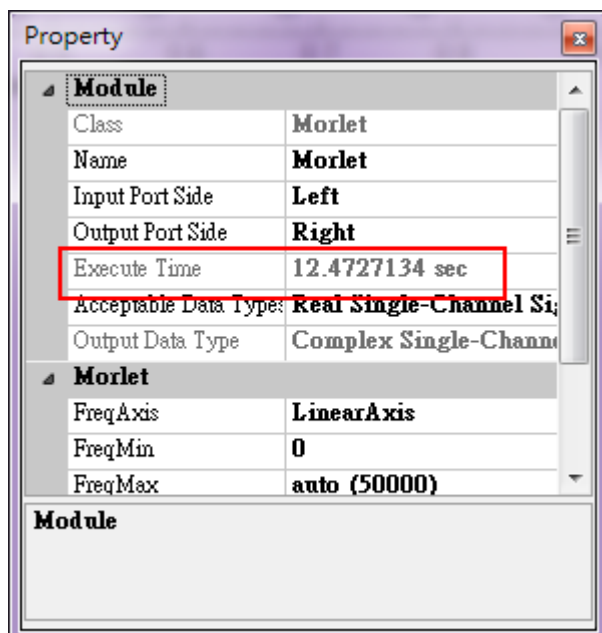 Property
Module
Class Morlet
Name Morlet
Input Port Side Left
Output Port Side Right
Execute Time 12.4727134 sec
Acceptable Data Types Real Single-Channel Sig
Output Data Type Complex Single-Channe
Morlet
FreqAxis LinearAxis
FreqMin 0
FreqMax auto (50000)
Module